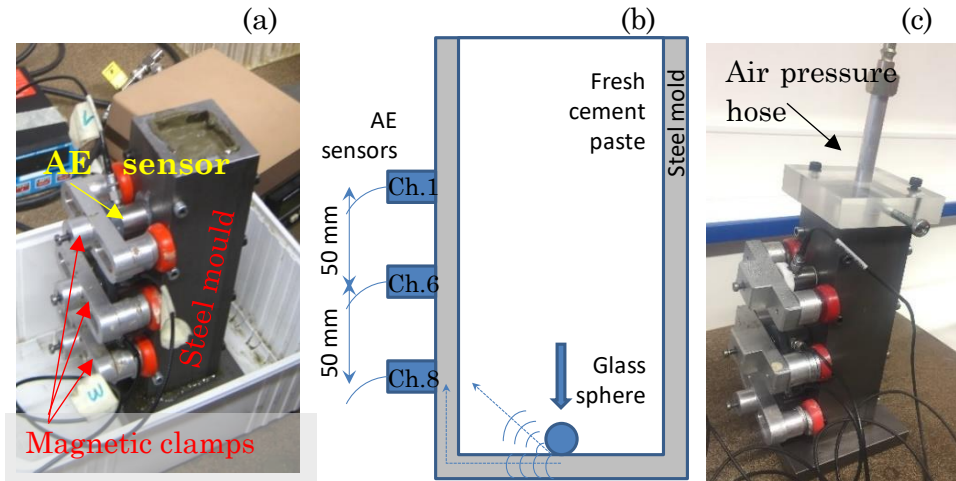 (a)
AE sensor
Steel mould
Magnetic clamps
(b)
Fresh
cement
paste
Steel mold
AE
sensors
Ch.1
50 mm
Ch.6
50 mm
Ch.8
Glass
sphere
(c)
Air pressure
hose